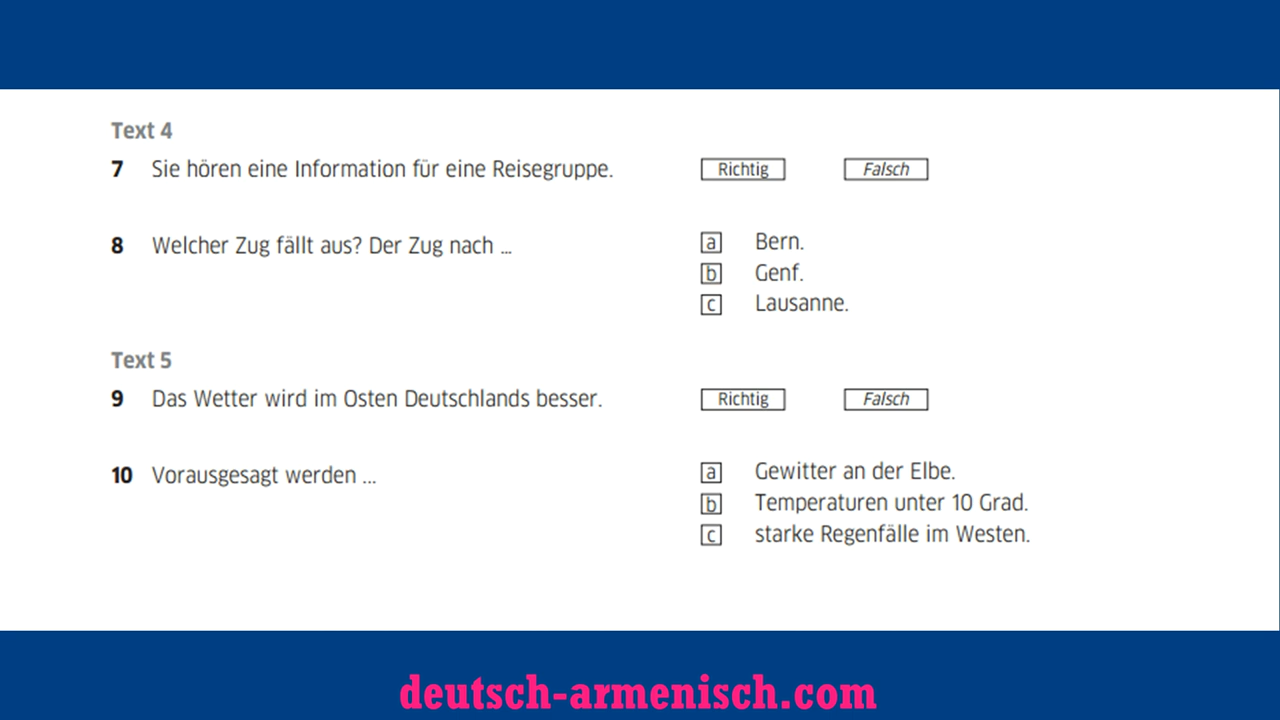 Text 4
7 Sie hören eine Information für eine Reisegruppe. Richtig Falsch
8 Welcher Zug fällt aus? Der Zug nach ... a Bern.
b Genf.
c Lausanne.
Text 5
9 Das Wetter wird im Osten Deutschlands besser. Richtig Falsch
10 Vorausgesagt werden ... a Gewitter an der Elbe.
b Temperaturen unter 10 Grad.
c starke Regenfälle im Westen.
deutsch-armenisch.com